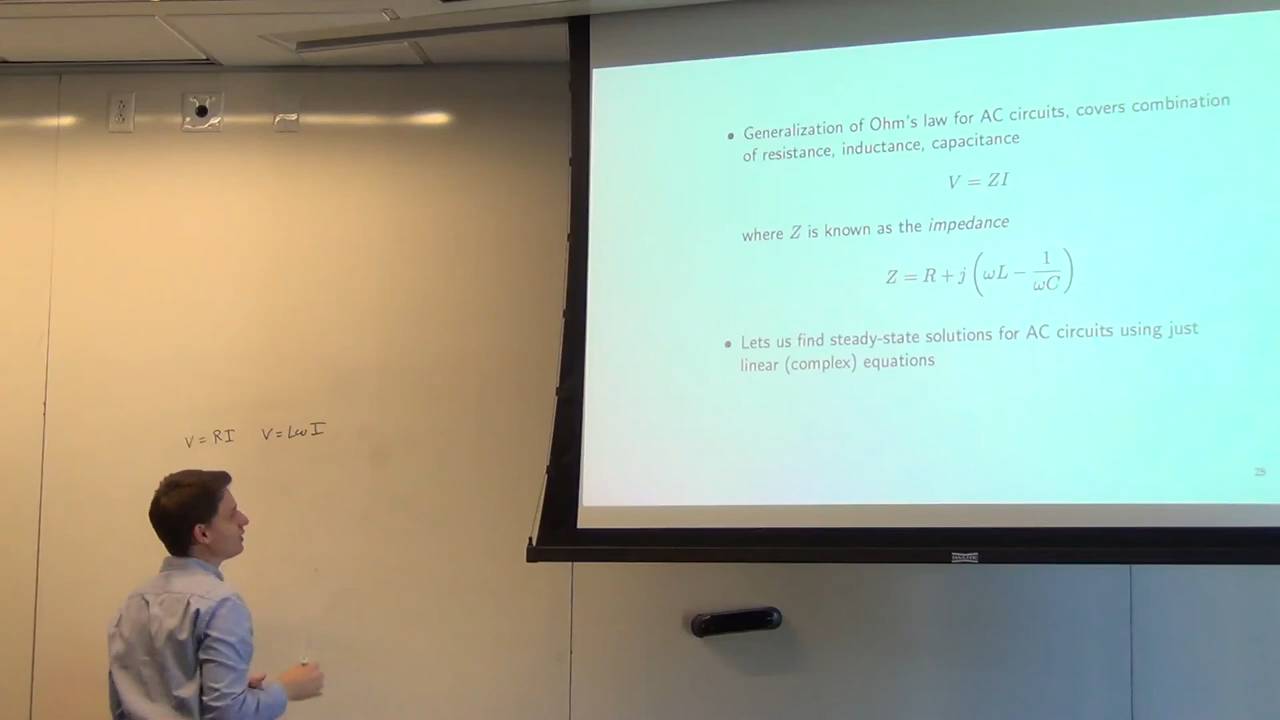 • Generalization of Ohm's law for AC circuits, covers combination
of resistance, inductance, capacitance
V = ZI
where Z is known as the impedance
Z = R + j (ωL − 1/ωC)
• Lets us find steady-state solutions for AC circuits using just
linear (complex) equations
V = RI V = LωI